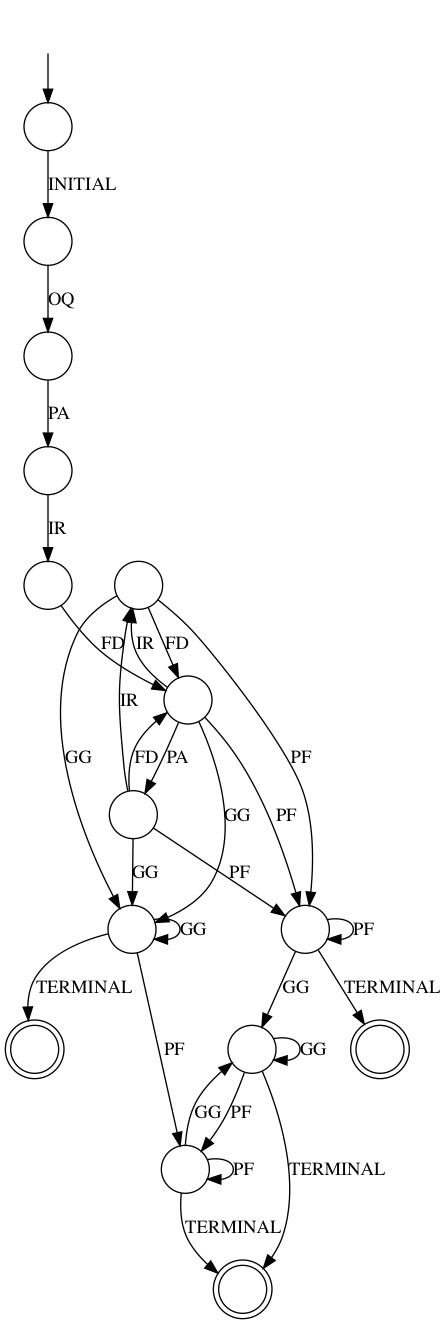 INITIAL
OQ
PA
IR
FD IR FD
IR
GG FD PA PF
GG PF
GG PF
GG PF
TERMINAL GG TERMINAL
PF GG
GG PF
PF TERMINAL
TERMINAL